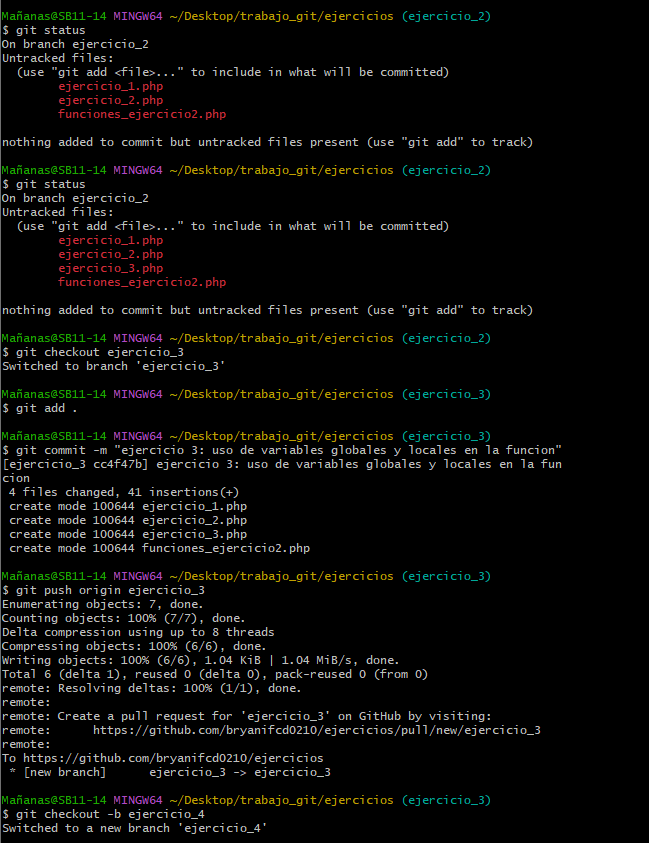 Mañanas@SB11-14 MINGW64 ~/Desktop/trabajo_git/ejercicios (ejercicio_2)
$ git status
On branch ejercicio_2
Untracked files:
  (use "git add <file>..." to include in what will be committed)
        ejercicio_1.php
        ejercicio_2.php
        funciones_ejercicio2.php

nothing added to commit but untracked files present (use "git add" to track)

Mañanas@SB11-14 MINGW64 ~/Desktop/trabajo_git/ejercicios (ejercicio_2)
$ git status
On branch ejercicio_2
Untracked files:
  (use "git add <file>..." to include in what will be committed)
        ejercicio_1.php
        ejercicio_2.php
        ejercicio_3.php
        funciones_ejercicio2.php

nothing added to commit but untracked files present (use "git add" to track)

Mañanas@SB11-14 MINGW64 ~/Desktop/trabajo_git/ejercicios (ejercicio_2)
$ git checkout ejercicio_3
Switched to branch 'ejercicio_3'

Mañanas@SB11-14 MINGW64 ~/Desktop/trabajo_git/ejercicios (ejercicio_3)
$ git add .

Mañanas@SB11-14 MINGW64 ~/Desktop/trabajo_git/ejercicios (ejercicio_3)
$ git commit -m "ejercicio 3: uso de variables globales y locales en la funcion"
[ejercicio_3 cc4f47b] ejercicio 3: uso de variables globales y locales en la fun
cion
 4 files changed, 41 insertions(+)
 create mode 100644 ejercicio_1.php
 create mode 100644 ejercicio_2.php
 create mode 100644 ejercicio_3.php
 create mode 100644 funciones_ejercicio2.php

Mañanas@SB11-14 MINGW64 ~/Desktop/trabajo_git/ejercicios (ejercicio_3)
$ git push origin ejercicio_3
Enumerating objects: 7, done.
Counting objects: 100% (7/7), done.
Delta compression using up to 8 threads
Compressing objects: 100% (6/6), done.
Writing objects: 100% (6/6), 1.04 KiB | 1.04 MiB/s, done.
Total 6 (delta 1), reused 0 (delta 0), pack-reused 0 (from 0)
remote: Resolving deltas: 100% (1/1), done.
remote:
remote: Create a pull request for 'ejercicio_3' on GitHub by visiting:
remote:      https://github.com/bryanifcd0210/ejercicios/pull/new/ejercicio_3
remote:
To https://github.com/bryanifcd0210/ejercicios
 * [new branch]      ejercicio_3 -> ejercicio_3

Mañanas@SB11-14 MINGW64 ~/Desktop/trabajo_git/ejercicios (ejercicio_3)
$ git checkout -b ejercicio_4
Switched to a new branch 'ejercicio_4'